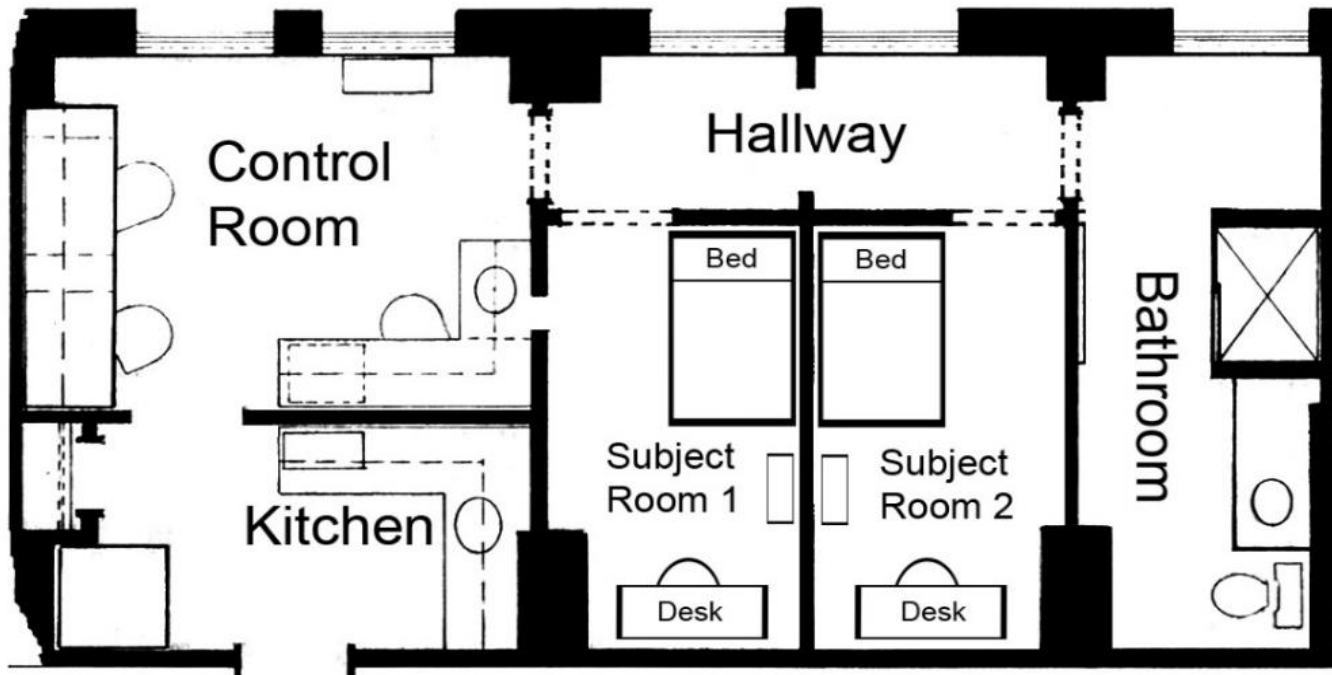 Control
Room
Hallway
Bed
Bed
Bathroom
Subject
Room 1
Subject
Room 2
Kitchen
Desk
Desk